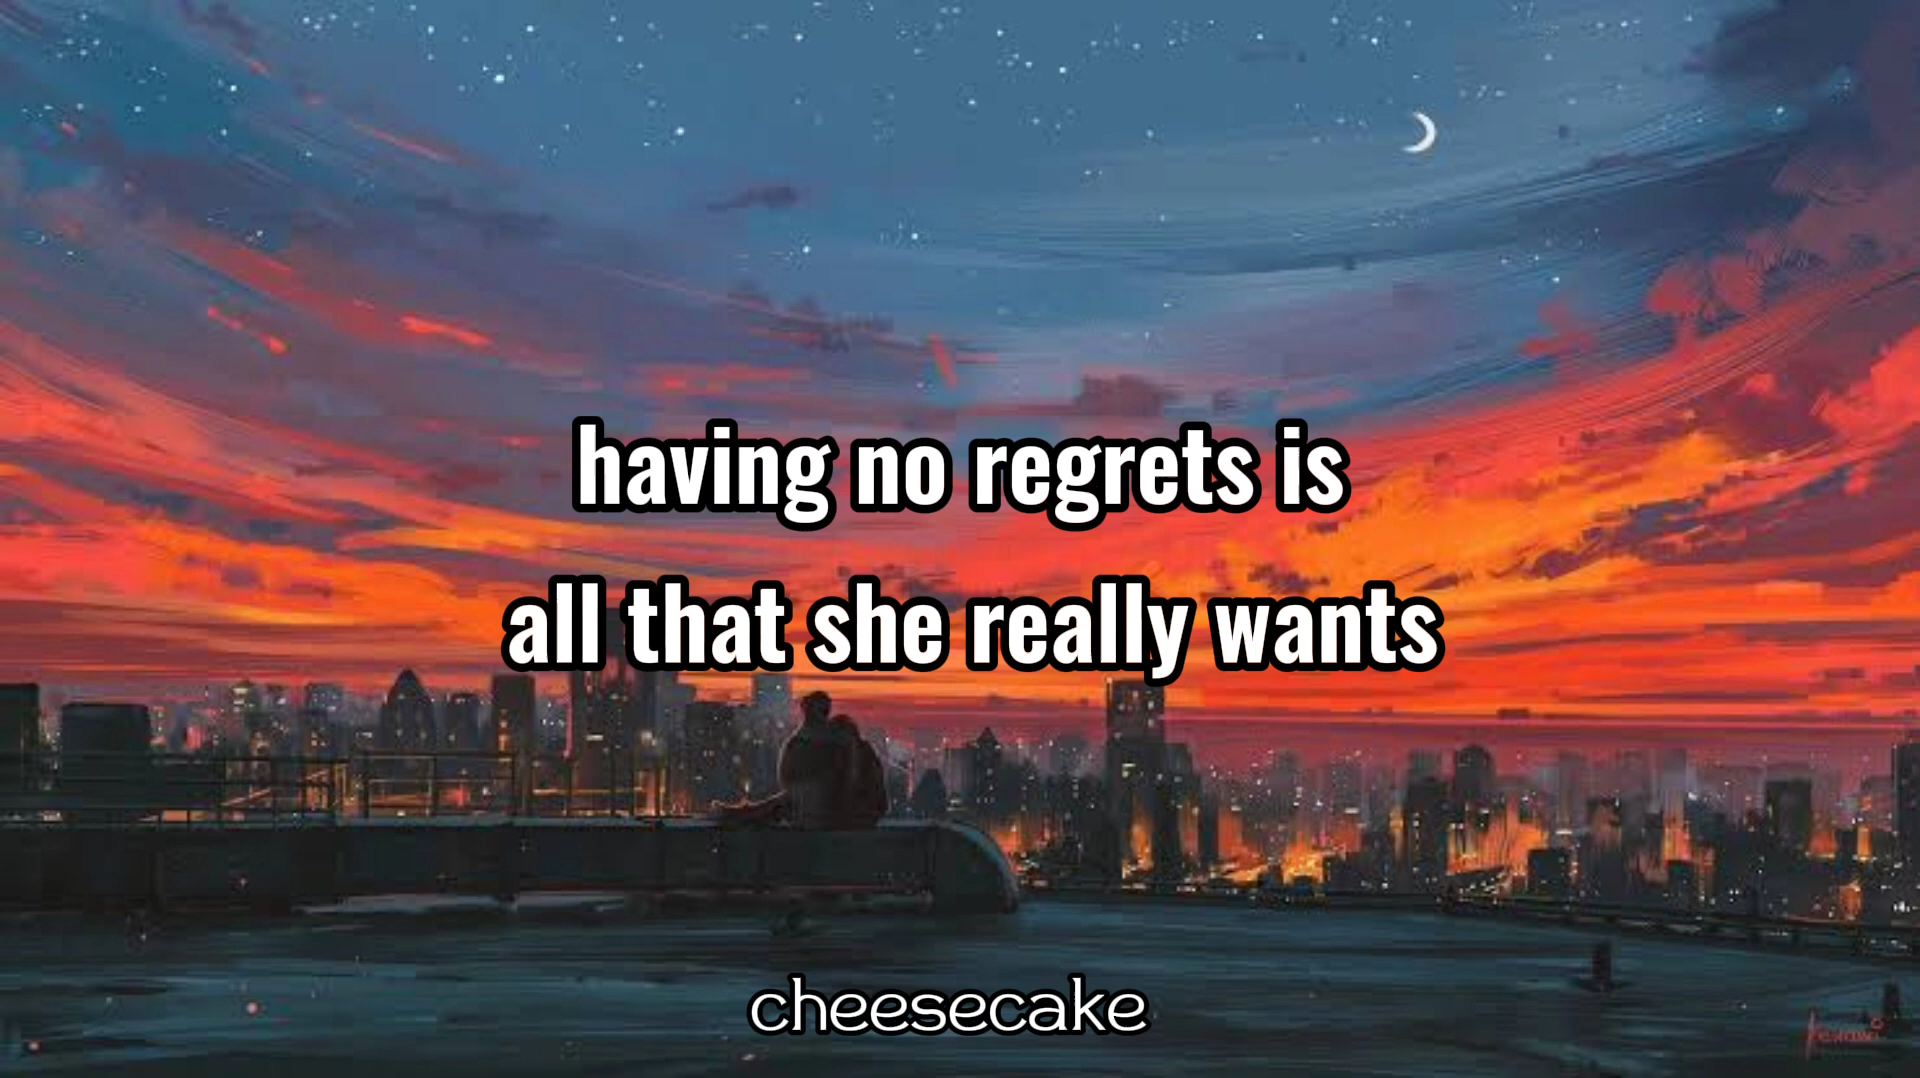 having no regrets is
all that she really wants
cheesecake